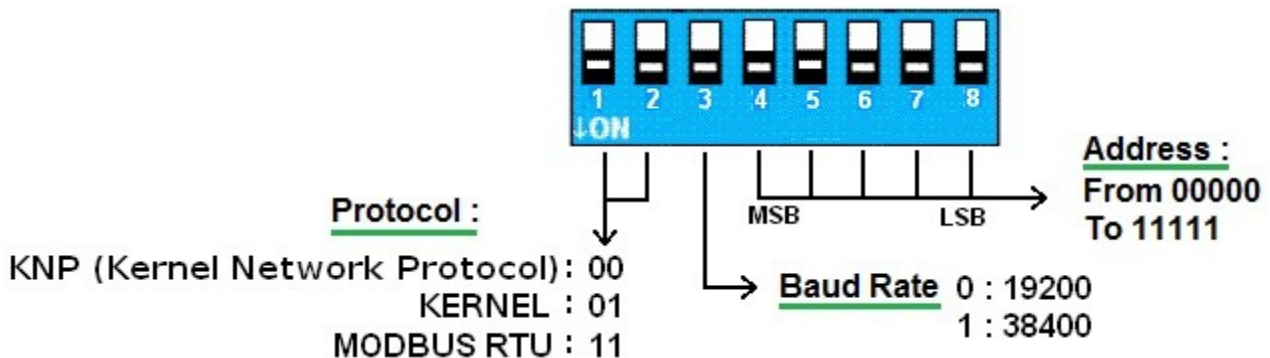 1 2 3 4 5 6 7 8
↓ON
Protocol :
KNP (Kernel Network Protocol) : 00
KERNEL : 01
MODBUS RTU : 11
MSB LSB
Address :
From 00000
To 11111
Baud Rate 0 : 19200
1 : 38400